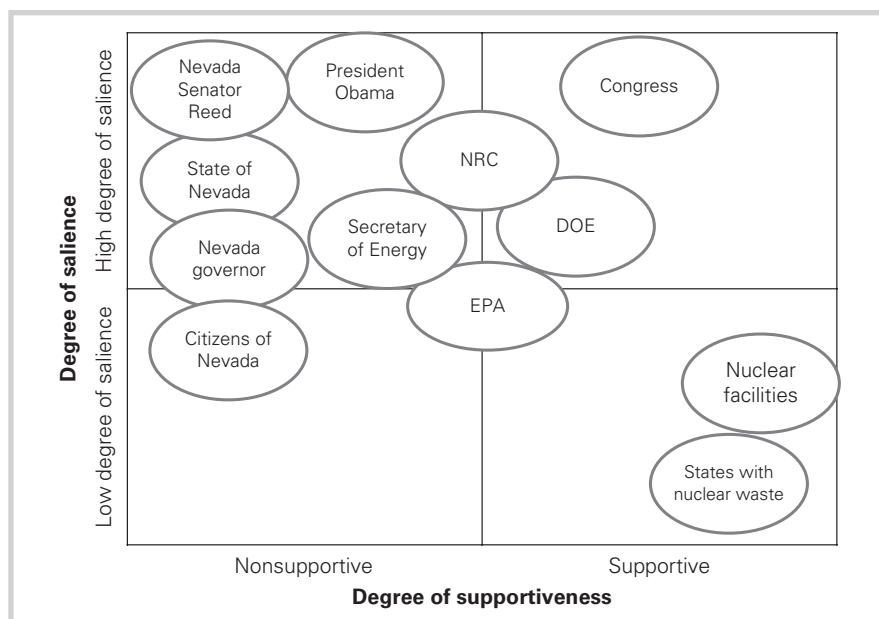 Nevada
Senator
Reed
President
Obama
Congress
NRC
State of
Nevada
Secretary
of Energy
DOE
Nevada
governor
EPA
Citizens of
Nevada
Nuclear
facilities
States with
nuclear waste
Degree of salience
High degree of salience
Low degree of salience
Nonsupportive
Supportive
Degree of supportiveness